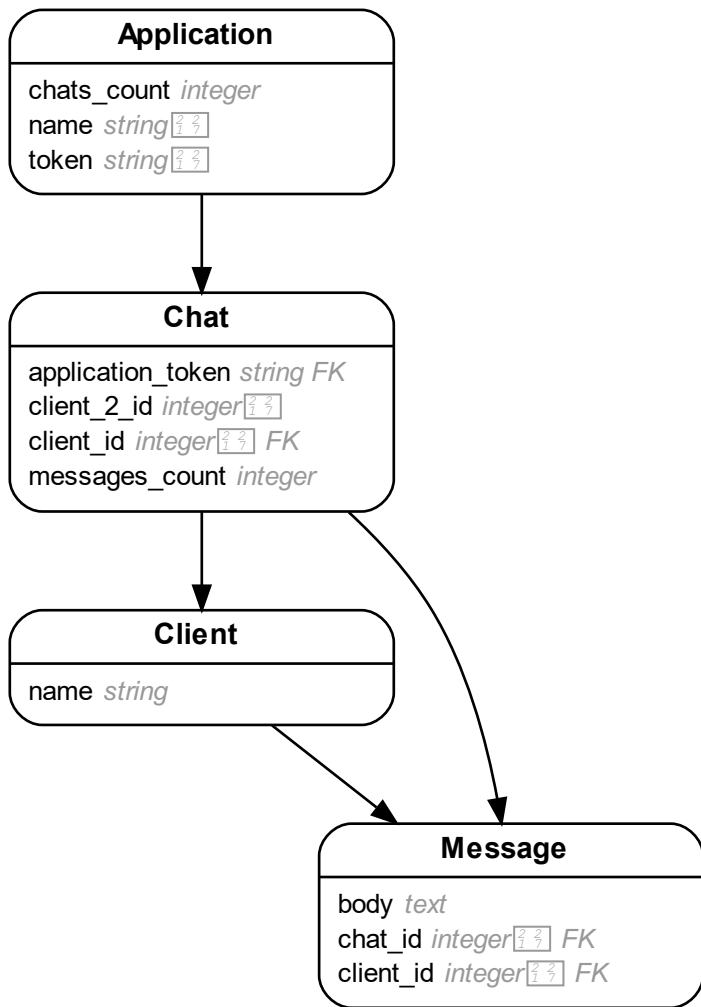 Application
chats_count integer
name string
token string
Chat
application_token string FK
client_2_id integer
client_id integer FK
messages_count integer
Client
name string
Message
body text
chat_id integer FK
client_id integer FK